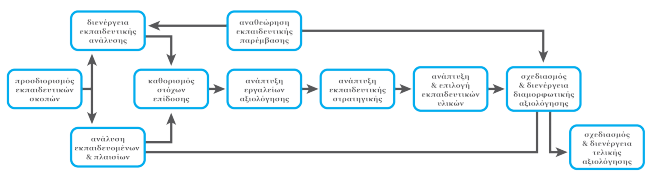 διενέργεια
εκπαιδευτικής
ανάλυσης
αναθεώρηση
εκπαιδευτικής
παρέμβασης
προσδιορισμός
εκπαιδευτικών
σκοπών
καθορισμός
στόχων
επίδοσης
ανάπτυξη
εργαλείων
αξιολόγησης
ανάπτυξη
εκπαιδευτικής
στρατηγικής
ανάπτυξη
& επιλογή
εκπαιδευτικών
υλικών
σχεδιασμός
& διενέργεια
διαμορφωτικής
αξιολόγησης
ανάλυση
εκπαιδευομένων
& πλαισίων
σχεδιασμός
& διενέργεια
τελικής
αξιολόγησης